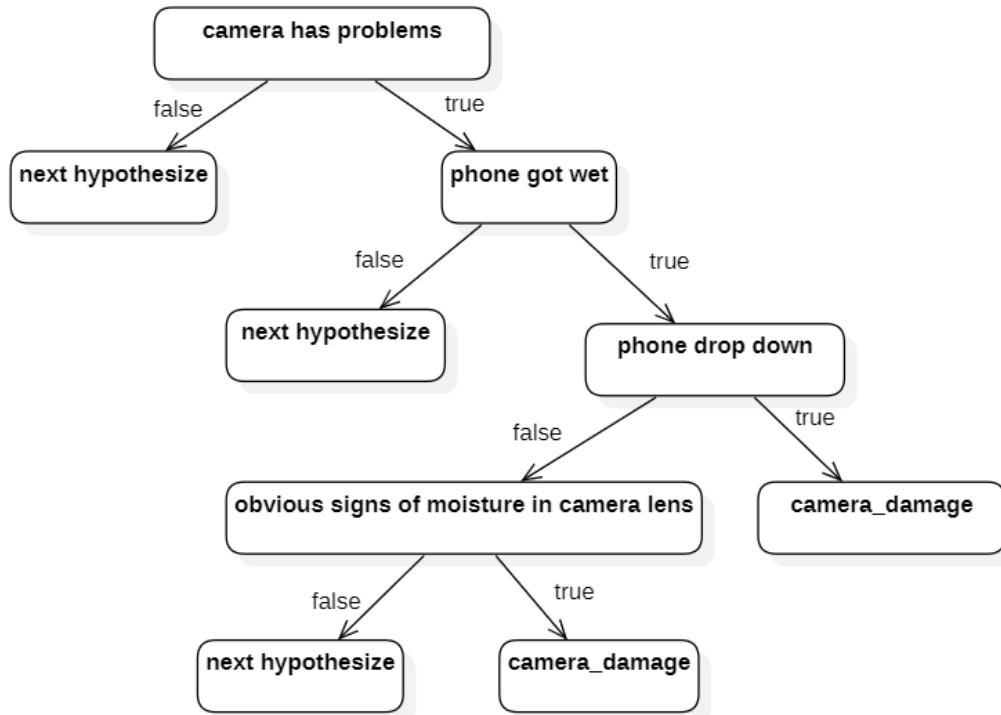 camera has problems
false
true
next hypothesize
phone got wet
false
true
next hypothesize
phone drop down
false
true
obvious signs of moisture in camera lens
camera_damage
false
true
next hypothesize
camera_damage